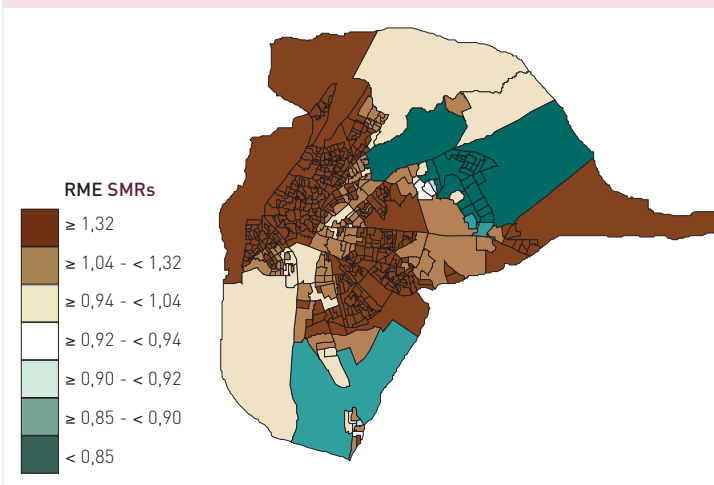 RME SMRs
≥ 1,32
≥ 1,04 - < 1,32
≥ 0,94 - < 1,04
≥ 0,92 - < 0,94
≥ 0,90 - < 0,92
≥ 0,85 - < 0,90
< 0,85